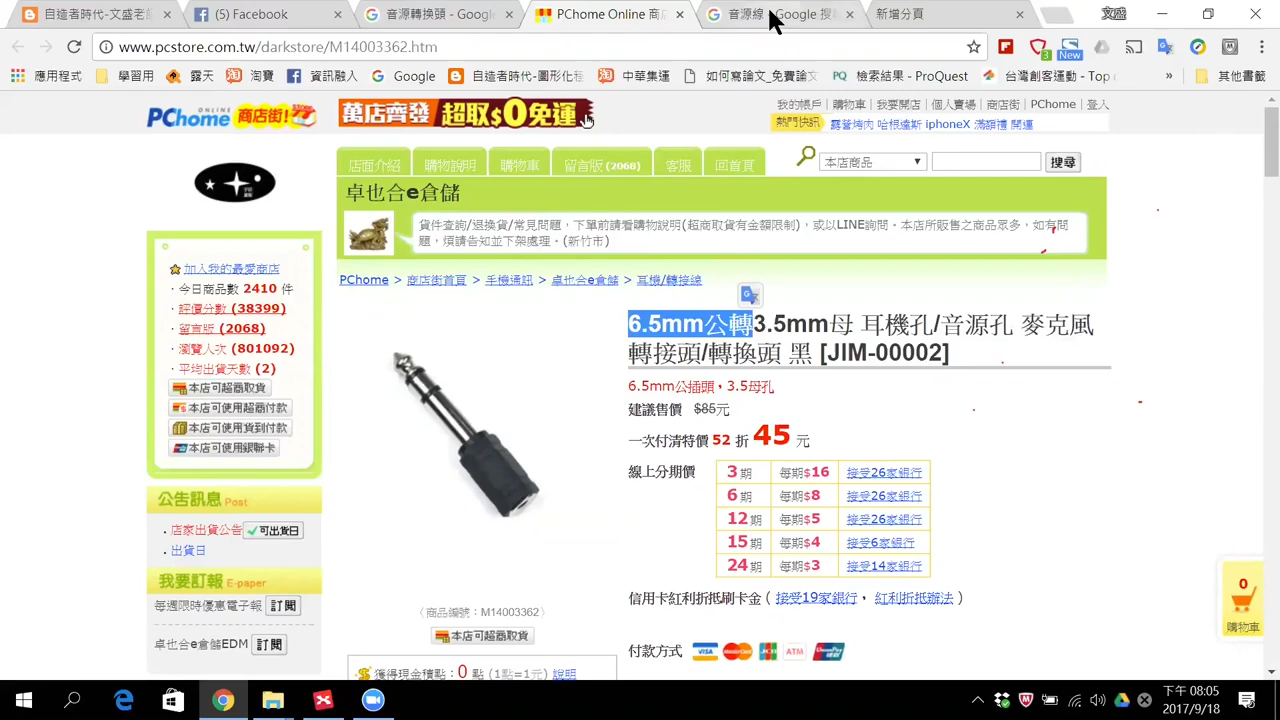 自造者時代-文盛老師
(5) Facebook
音源轉換頭 - Google
PChome Online 商店
音源線 - Google 搜尋
新增分頁
文盛
www.pcstore.com.tw/darkstore/M14003362.htm
New
應用程式 學習用 露天 淘寶 資訊融入 Google 自造者時代-圖形化程 中華集運 如何寫論文_免費論文 檢索結果 - ProQuest 台灣創客運動 - Top c » 其他書籤
PChome ONLINE 商店街!
萬店齊發 超取$0免運
我的帳戶 | 購物車 | 我要開店 | 個人賣場 | 商店街 | PChome | 登入
熱門快訊 露營烤肉 哈根達斯 iphoneX 滿額禮 開運
店面介紹 購物說明 購物車 留言版 (2068) 客服 回首頁
本店商品 搜尋
卓也合e倉儲
貨件查詢/退換貨/常見問題，下單前請看購物說明(超商取貨有金額限制)，或以LINE詢問。本店所販售之商品眾多，如有問
題，煩請告知並下架處理。(新竹市)
PChome > 商店街首頁 > 手機通訊 > 卓也合e倉儲 > 耳機/轉接線
加入我的最愛商店
· 今日商品數 2410 件
· 評價分數 (38399)
· 留言版 (2068)
· 瀏覽人次 (801092)
· 平均出貨天數 (2)
本店可超商取貨
本店可使用超商付款
本店可使用貨到付款
本店可使用銀聯卡
公告訊息 Post
· 店家出貨公告 可出貨日
· 出貨日
我要訂報 E-paper
每週限時優惠電子報 訂閱
卓也合eEDM 訂閱
6.5mm公轉3.5mm母 耳機孔/音源孔 麥克風
轉接頭/轉換頭 黑 [JIM-00002]
6.5mm公插頭，3.5母孔
建議售價 $85元
一次付清特價 52 折 45 元
線上分期價
3 期 每期$16 接受26家銀行
6 期 每期$8 接受26家銀行
12 期 每期$5 接受26家銀行
15 期 每期$4 接受6家銀行
24 期 每期$3 接受14家銀行
信用卡紅利折抵刷卡金 ( 接受19家銀行， 紅利折抵辦法 )
付款方式 VISA MasterCard JCB ATM UnionPay
〈商品編號：M14003362〉
本店可超商取貨
獲得現金積點：0 點 (1點=1元) 說明
0
購物車
下午 08:05
2017/9/18